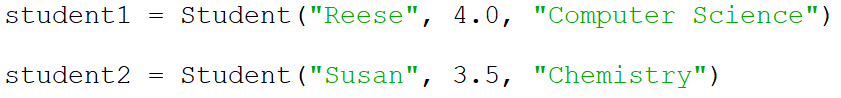 student1 = Student("Reese", 4.0, "Computer Science")
student2 = Student("Susan", 3.5, "Chemistry")